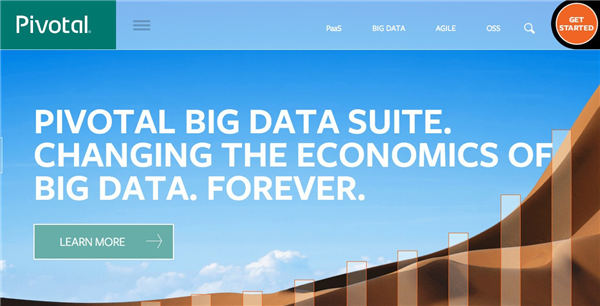 Pivotal
PaaS
BIG DATA
AGILE
OSS
GET
STARTED
PIVOTAL BIG DATA SUITE.
CHANGING THE ECONOMICS OF
BIG DATA. FOREVER.
LEARN MORE